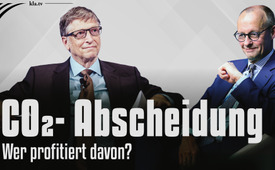 kla.tv
CO₂- Abscheidung
Wer profitiert davon?